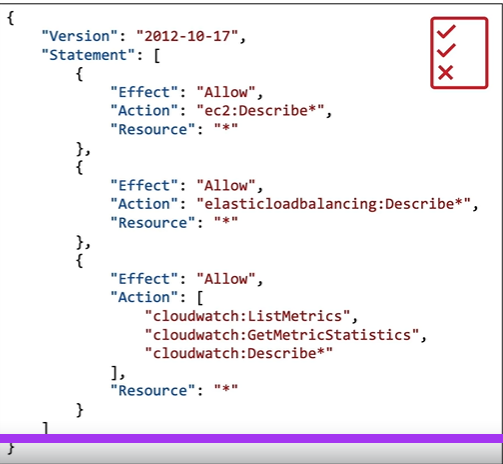 {
    "Version": "2012-10-17",
    "Statement": [
        {
            "Effect": "Allow",
            "Action": "ec2:Describe*",
            "Resource": "*"
        },
        {
            "Effect": "Allow",
            "Action": "elasticloadbalancing:Describe*",
            "Resource": "*"
        },
        {
            "Effect": "Allow",
            "Action": [
                "cloudwatch:ListMetrics",
                "cloudwatch:GetMetricStatistics",
                "cloudwatch:Describe*"
            ],
            "Resource": "*"
        }
    ]
}